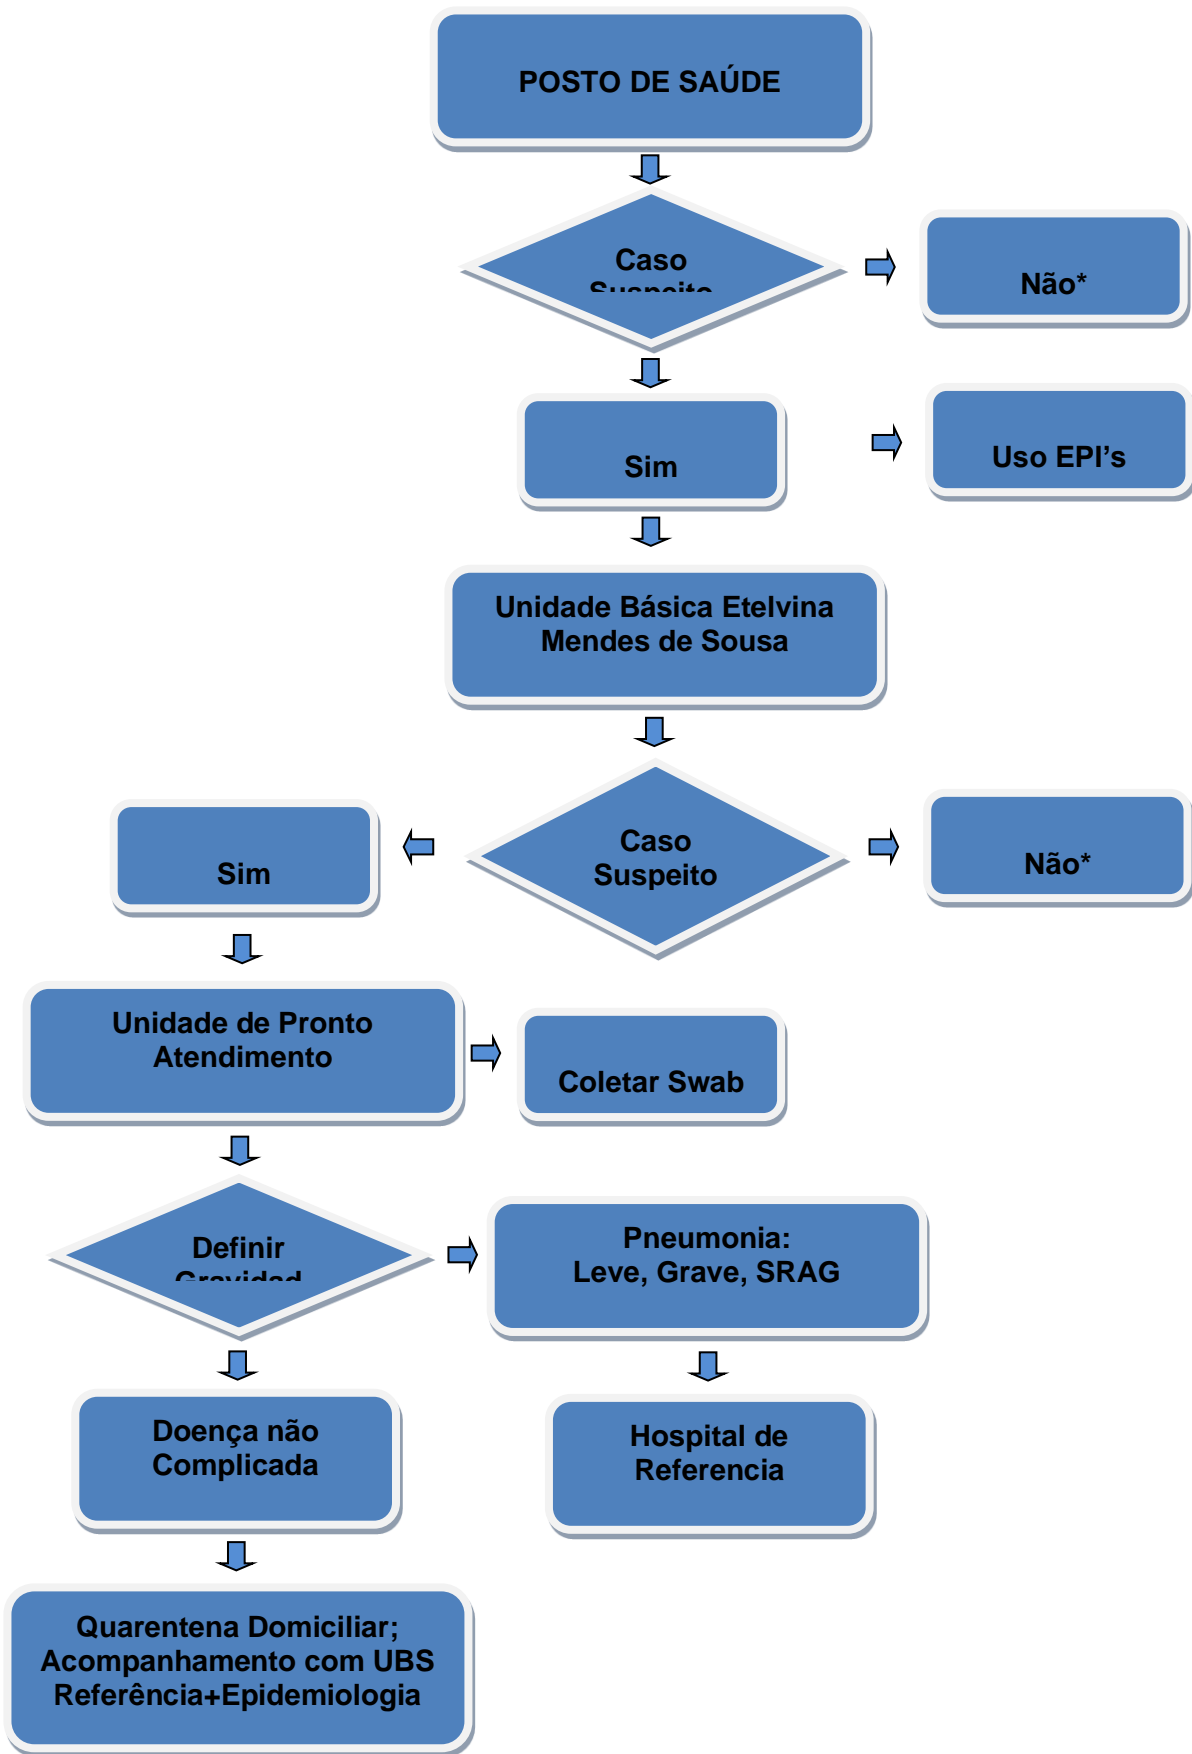 POSTO DE SAÚDE
Caso
Suspeito
Não*
Sim
Uso EPI's
Unidade Básica Etelvina
Mendes de Sousa
Caso
Suspeito
Sim
Não*
Unidade de Pronto
Atendimento
Coletar Swab
Definir
Gravidad
Pneumonia:
Leve, Grave, SRAG
Doença não
Complicada
Hospital de
Referencia
Quarentena Domiciliar;
Acompanhamento com UBS
Referência+Epidemiologia